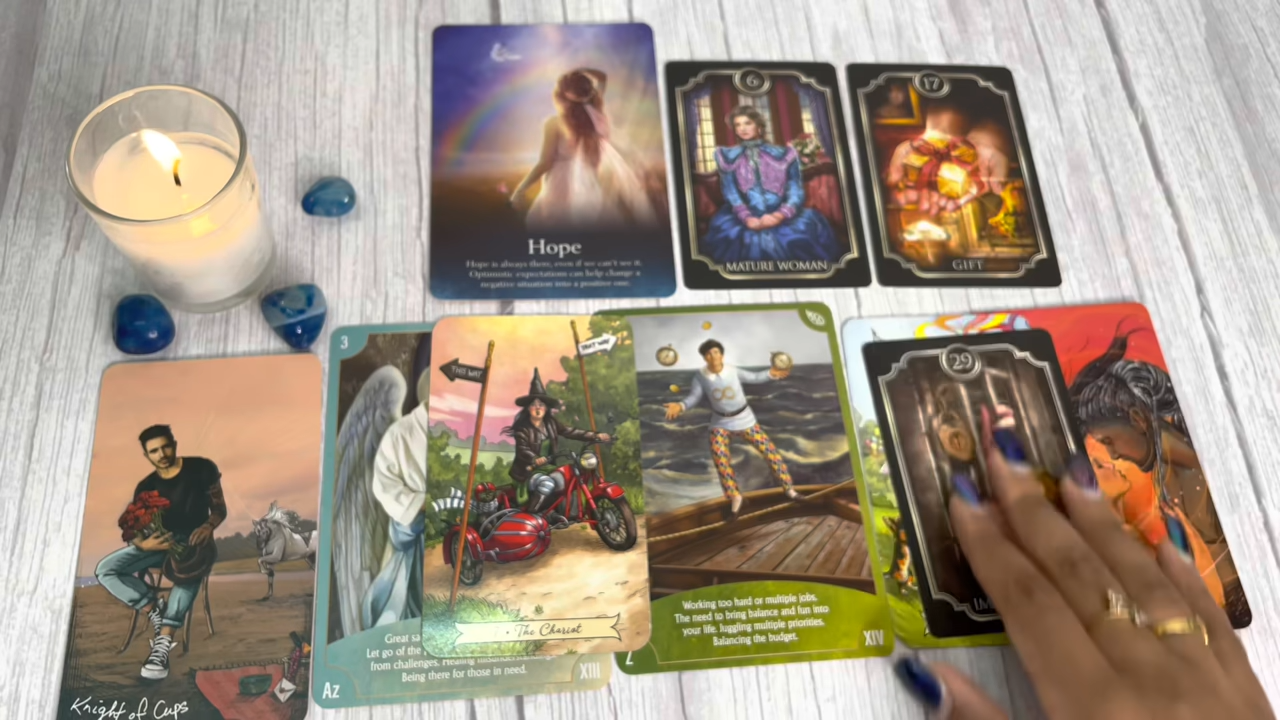 Hope
Hope is always there, even if we can't see it.
Optimistic expectations can help change a
negative situation into a positive one.
6
MATURE WOMAN
17
GIFT
Knight of Cups
3
Great
Let go of the
from challenges. Healing
Being there for those in need.
Az
XIII
THIS WAY
THAT WAY
The Chariot
Working too hard or multiple jobs.
The need to bring balance and fun into
your life. Juggling multiple priorities.
Balancing the budget.
XIV
29